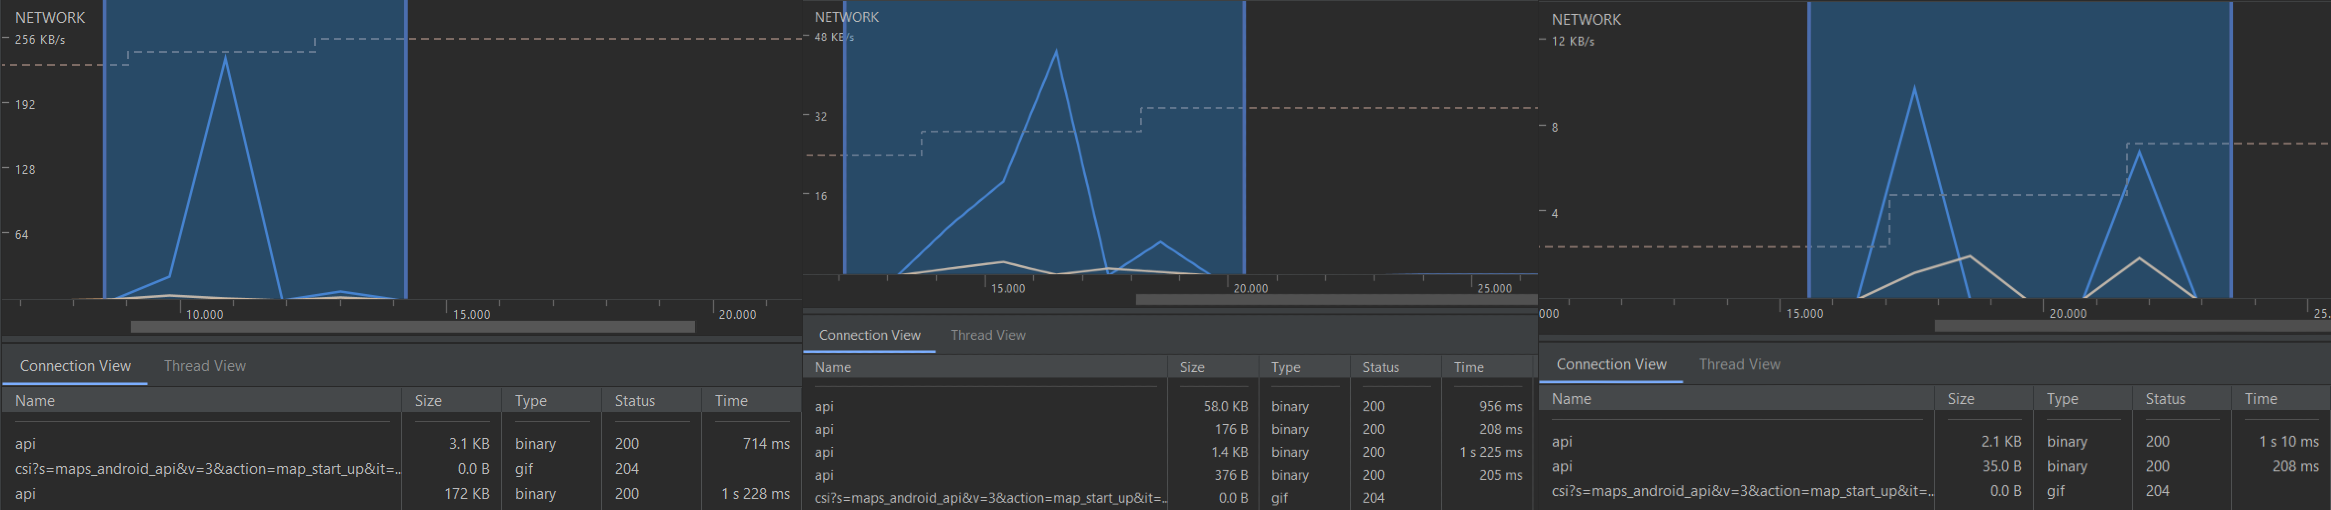 NETWORK
256 KB/s
192
128
64
10.000 15.000 20.000
Connection View Thread View
Name Size Type Status Time
api 3.1 KB binary 200 714 ms
csi?s=maps_android_api&v=3&action=map_start_up&it=... 0.0 B gif 204
api 172 KB binary 200 1 s 228 ms
NETWORK
48 KB/s
32
16
15.000 20.000 25.000
Connection View Thread View
Name Size Type Status Time
api 58.0 KB binary 200 956 ms
api 176 B binary 200 208 ms
api 1.4 KB binary 200 1 s 225 ms
api 376 B binary 200 205 ms
csi?s=maps_android_api&v=3&action=map_start_up&it=... 0.0 B gif 204
NETWORK
12 KB/s
8
4
000 15.000 20.000 25.
Connection View Thread View
Name Size Type Status Time
api 2.1 KB binary 200 1 s 10 ms
api 35.0 B binary 200 208 ms
csi?s=maps_android_api&v=3&action=map_start_up&it=... 0.0 B gif 204